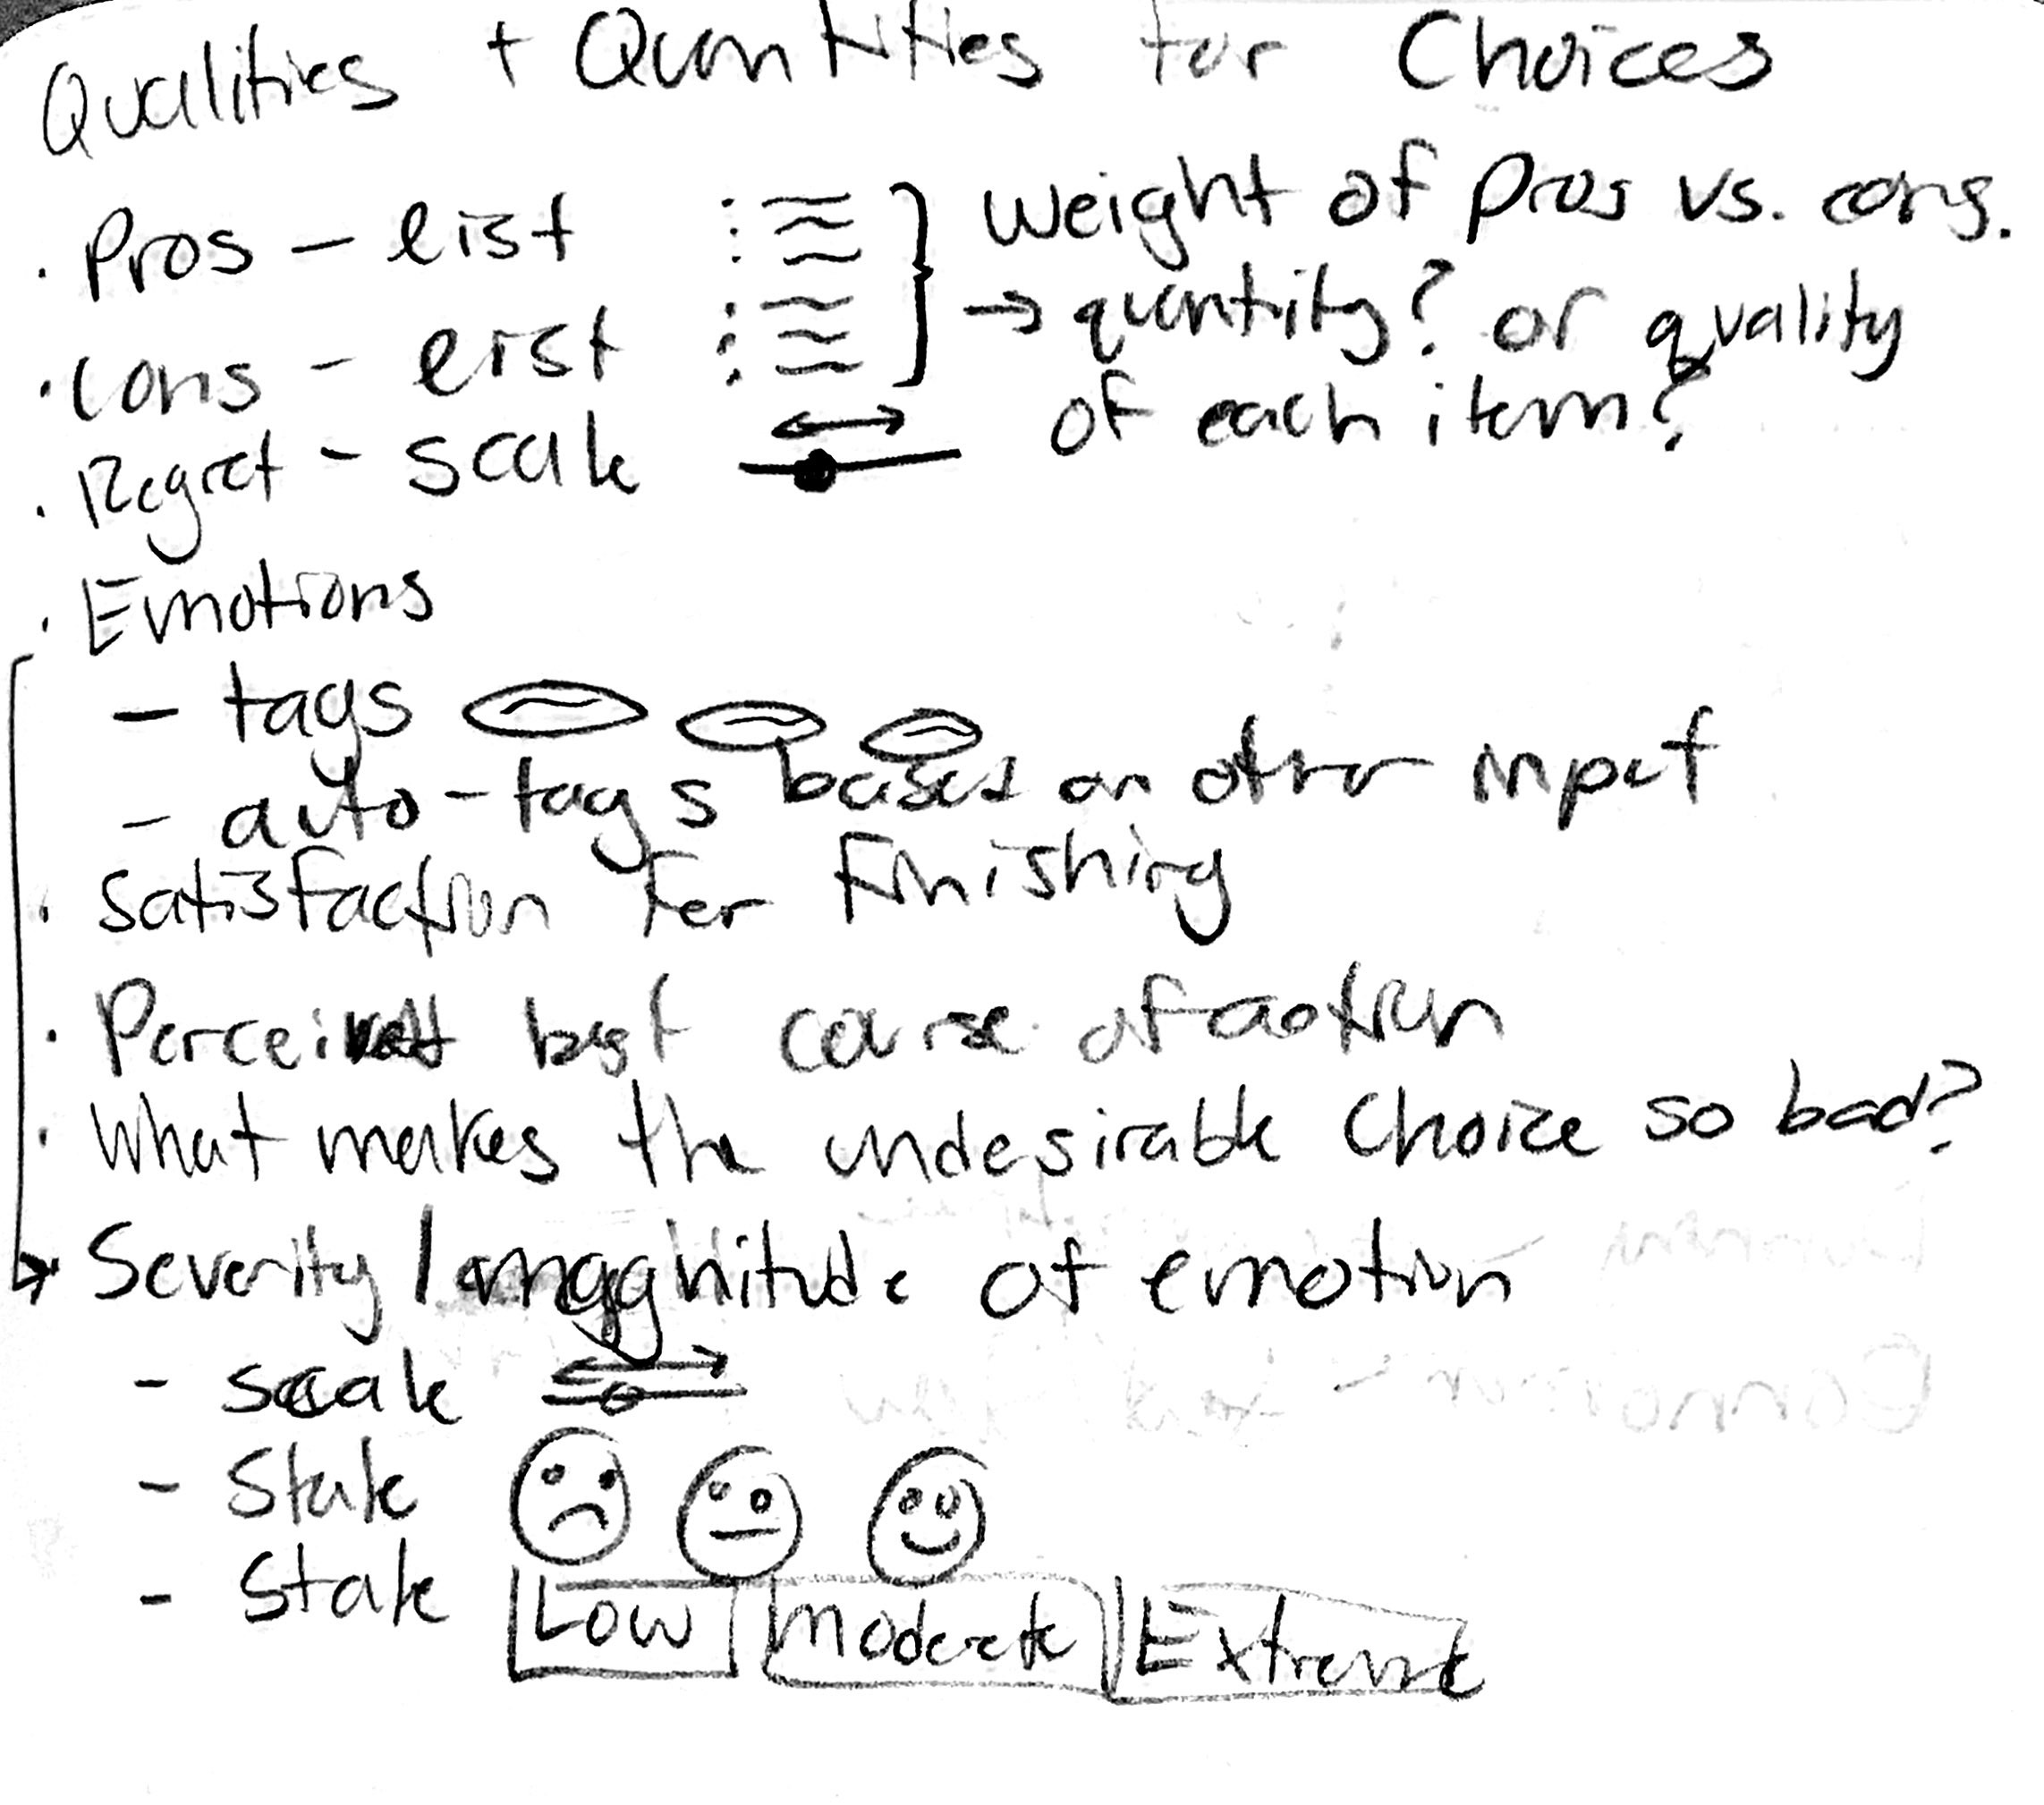 Qualities + Quantities for Choices
· Pros - list
weight of pros vs. cons.
→ quantity? or quality
of each item?
· Cons - list
· Regret - scale
· Emotions
- tags
- auto-tags based on other input
· Satisfaction for finishing
· Perceived best course of action
· What makes the undesirable choice so bad?
→ Severity / magnitude of emotion
- scale
- State
- State Low Moderate Extreme